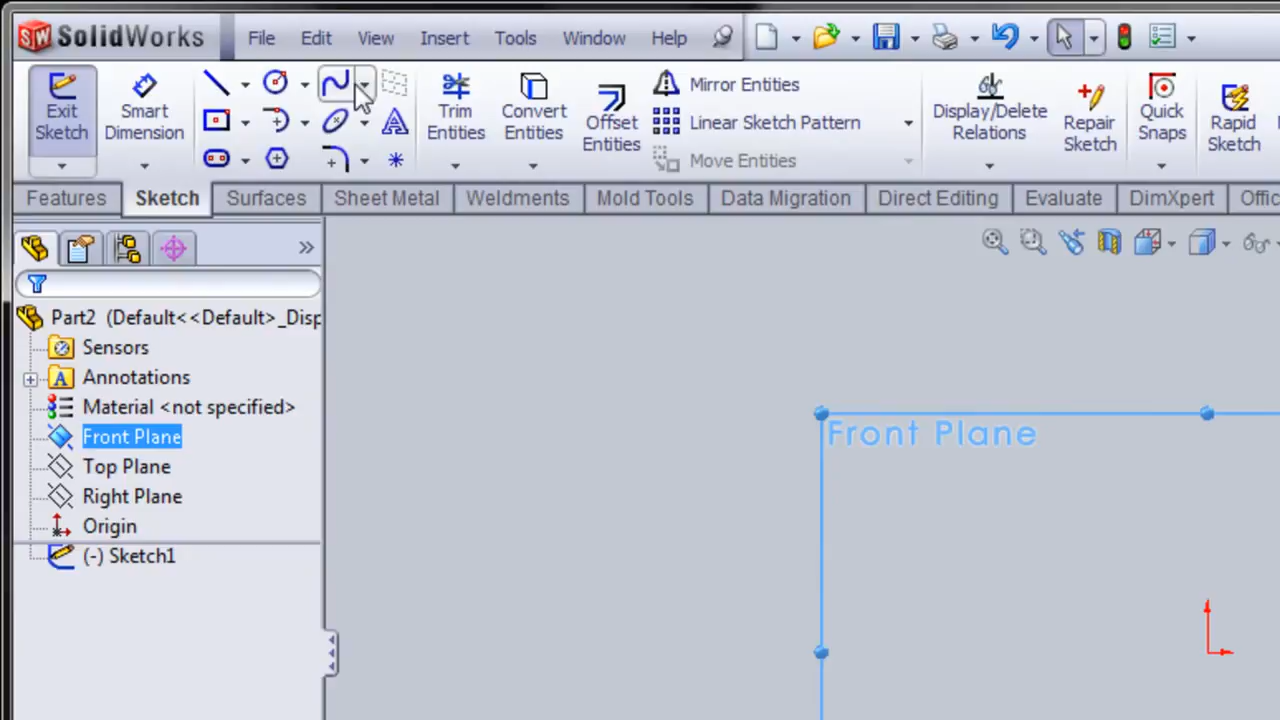 SW SolidWorks File Edit View Insert Tools Window Help
Exit Sketch
Smart Dimension
Trim Entities
Convert Entities
Offset Entities
Mirror Entities
Linear Sketch Pattern
Move Entities
Display/Delete Relations
Repair Sketch
Quick Snaps
Rapid Sketch
Features Sketch Surfaces Sheet Metal Weldments Mold Tools Data Migration Direct Editing Evaluate DimXpert Offic
Part2 (Default<<Default>_Disp
Sensors
A Annotations
Material <not specified>
Front Plane
Top Plane
Right Plane
Origin
(-) Sketch1
Front Plane